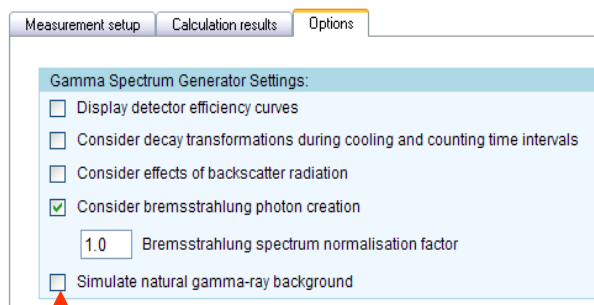 Measurement setup Calculation results Options
Gamma Spectrum Generator Settings:
Display detector efficiency curves
Consider decay transformations during cooling and counting time intervals
Consider effects of backscatter radiation
Consider bremsstrahlung photon creation
1.0 Bremsstrahlung spectrum normalisation factor
Simulate natural gamma-ray background